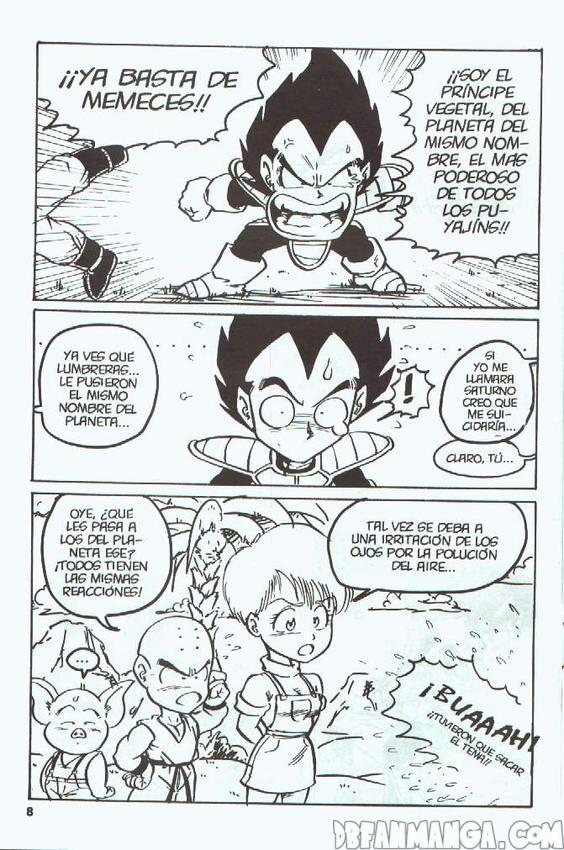 ¡¡YA BASTA DE
MEMECES!!
¡¡SOY EL
PRÍNCIPE
VEGETAL, DEL
PLANETA DEL
MISMO NOM-
BRE, EL MAS
PODEROSO
DE TODOS
LOS PU-
YAJÍNS!!
YA VES QUE
LUMBRERAS...
LE PUSIERON
EL MISMO
NOMBRE DEL
PLANETA...
!
SI
YO ME
LLAMARA
SATURNO
CREO QUE
ME SUI-
CIDARÍA...
CLARO, TÚ...
OYE, ¿QUÉ
LES PASA A
LOS DEL PLA-
NETA ESE?
¡TODOS TIENEN
LAS MISMAS
REACCIONES!
TAL VEZ SE DEBA A
UNA IRRITACIÓN DE LOS
OJOS POR LA POLUCIÓN
DEL AIRE...
...
¡BUAAAH!
¡¡TUVIERON QUE SACAR
EL TEMA!!
8
DBFANMANGA.COM